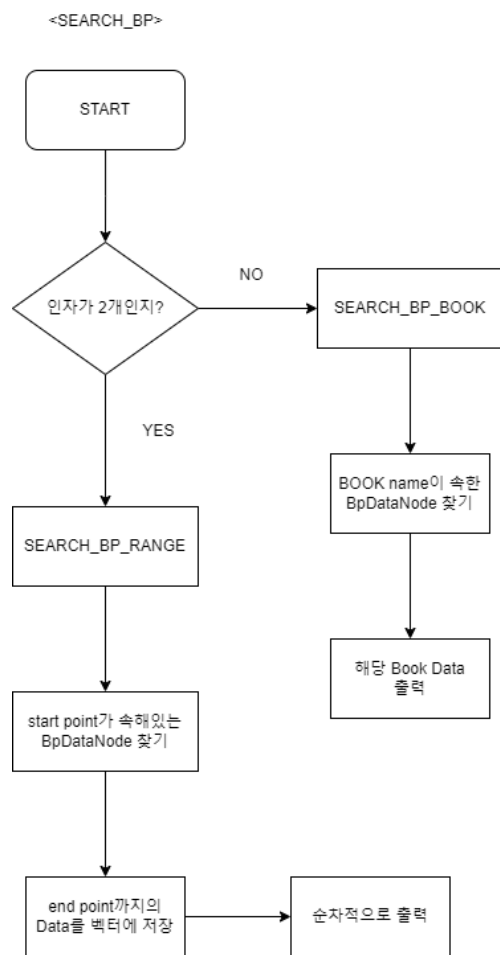 <SEARCH_BP>
START
인자가 2개인지?
NO
SEARCH_BP_BOOK
YES
BOOK name이 속한
BpDataNode 찾기
SEARCH_BP_RANGE
해당 Book Data
출력
start point가 속해있는
BpDataNode 찾기
end point까지의
Data를 벡터에 저장
순차적으로 출력